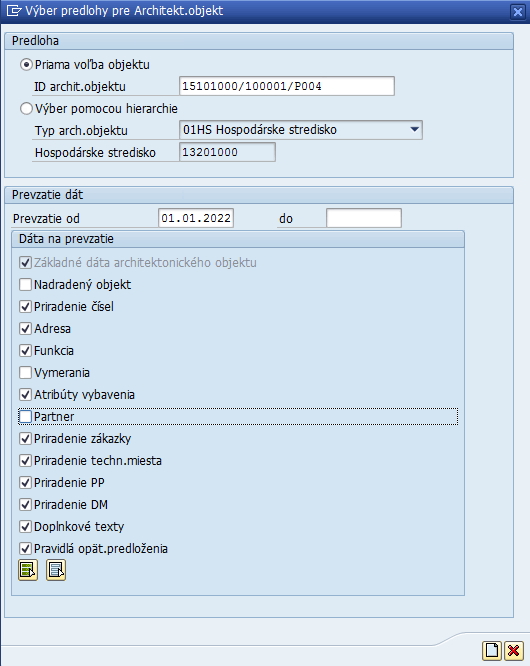 Výber predlohy pre Architekt.objekt
Predloha
Priama voľba objektu
ID archit.objektu 15101000/100001/P004
Výber pomocou hierarchie
Typ arch.objektu 01HS Hospodárske stredisko
Hospodárske stredisko 13201000
Prevzatie dát
Prevzatie od 01.01.2022 do
Dáta na prevzatie
Základné dáta architektonického objektu
Nadradený objekt
Priradenie čísel
Adresa
Funkcia
Vymerania
Atribúty vybavenia
Partner
Priradenie zákazky
Priradenie techn.miesta
Priradenie PP
Priradenie DM
Doplnkové texty
Pravidlá opät.predloženia